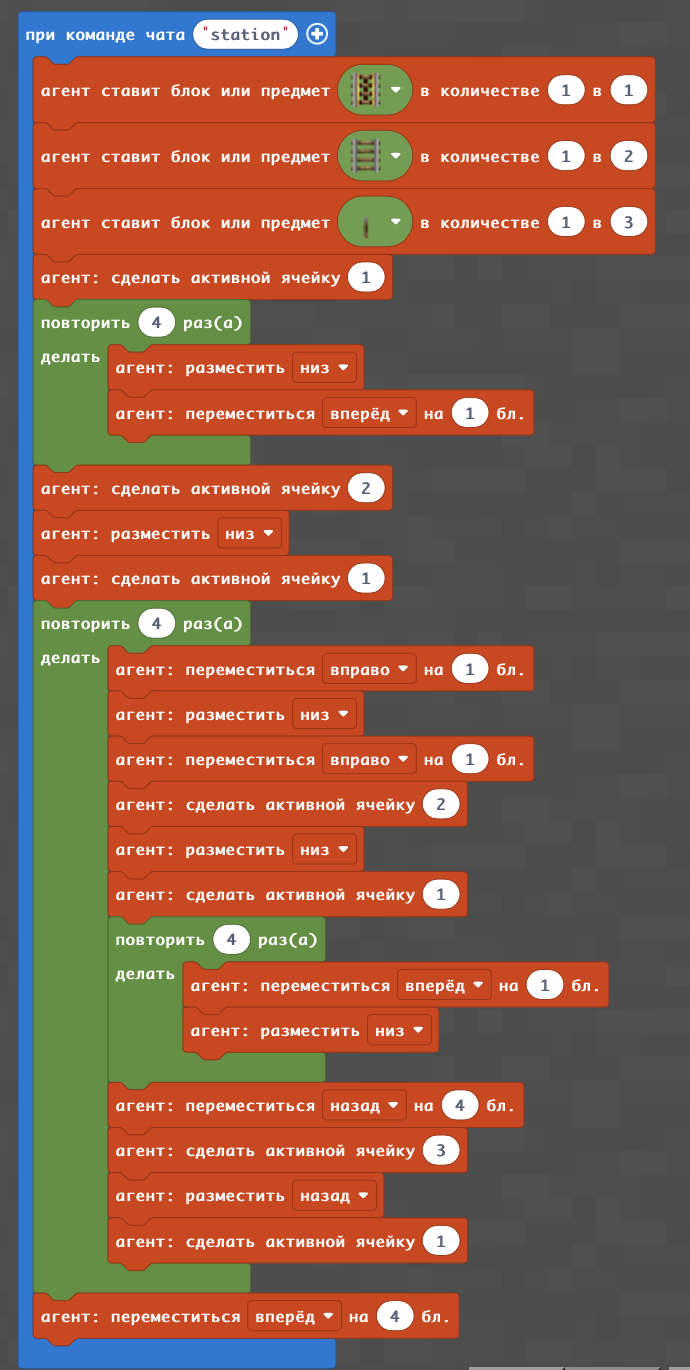 при команде чата "station"
агент ставит блок или предмет в количестве 1 в 1
агент ставит блок или предмет в количестве 1 в 2
агент ставит блок или предмет в количестве 1 в 3
агент: сделать активной ячейку 1
повторить 4 раз(а)
делать
агент: разместить низ
агент: переместиться вперёд на 1 бл.
агент: сделать активной ячейку 2
агент: разместить низ
агент: сделать активной ячейку 1
повторить 4 раз(а)
делать
агент: переместиться вправо на 1 бл.
агент: разместить низ
агент: переместиться вправо на 1 бл.
агент: сделать активной ячейку 2
агент: разместить низ
агент: сделать активной ячейку 1
повторить 4 раз(а)
делать
агент: переместиться вперёд на 1 бл.
агент: разместить низ
агент: переместиться назад на 4 бл.
агент: сделать активной ячейку 3
агент: разместить назад
агент: сделать активной ячейку 1
агент: переместиться вперёд на 4 бл.